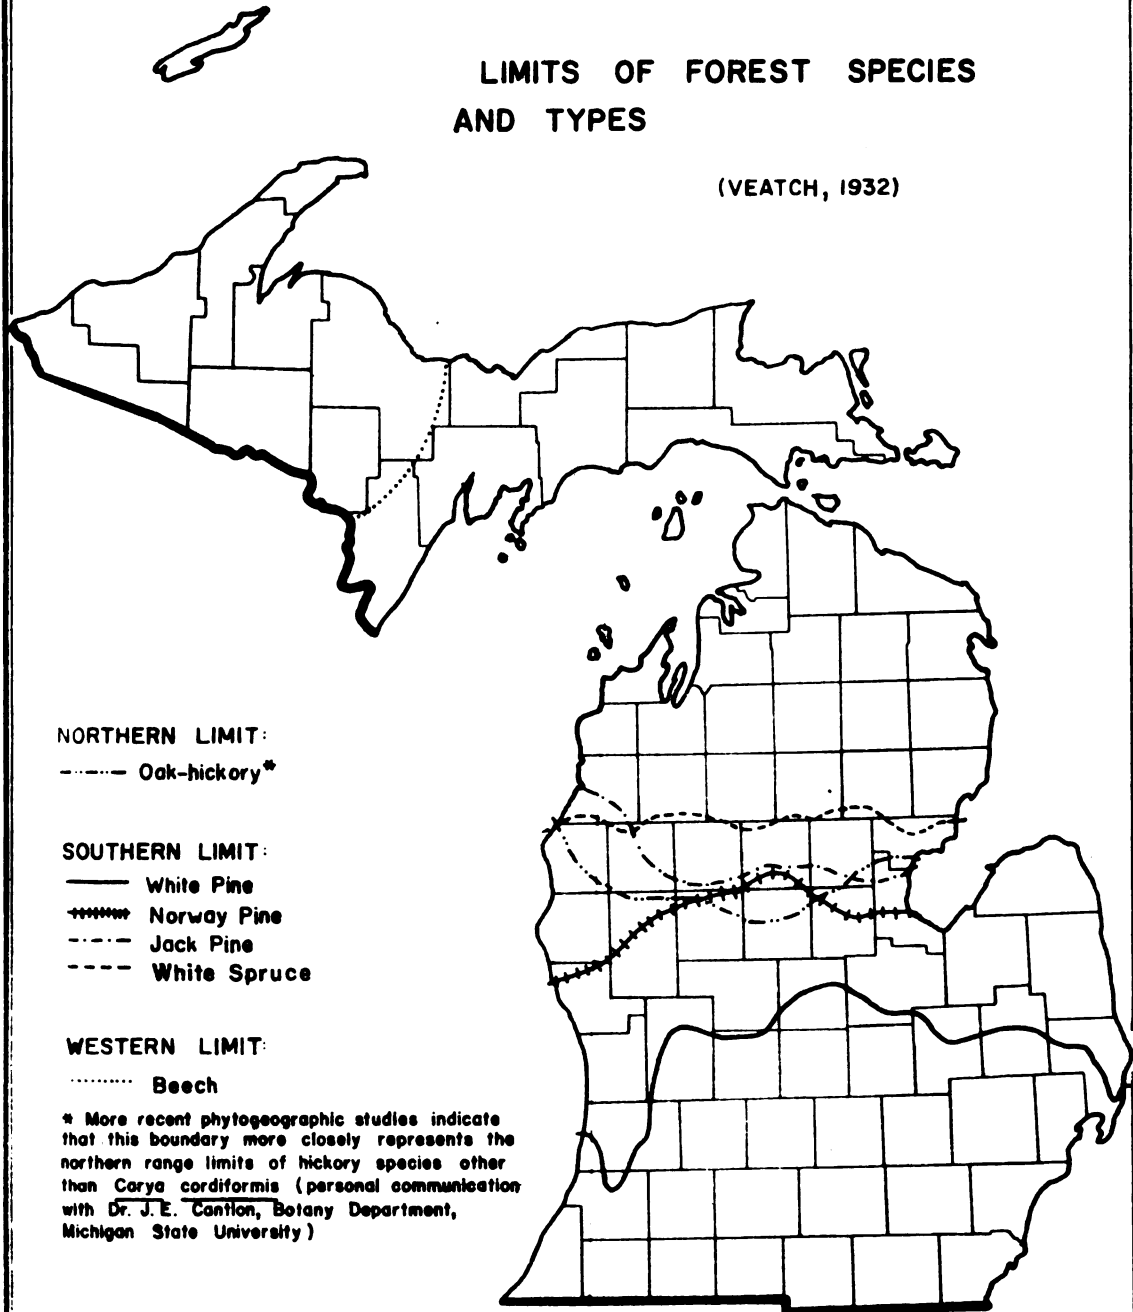 LIMITS OF FOREST SPECIES
AND TYPES
(VEATCH, 1932)
NORTHERN LIMIT:
Oak-hickory*
SOUTHERN LIMIT:
White Pine
Norway Pine
Jack Pine
White Spruce
WESTERN LIMIT:
Beech
* More recent phytogeographic studies indicate
that this boundary more closely represents the
northern range limits of hickory species other
than Carya cordiformis (personal communication
with Dr. J. E. Cantlon, Botany Department,
Michigan State University)